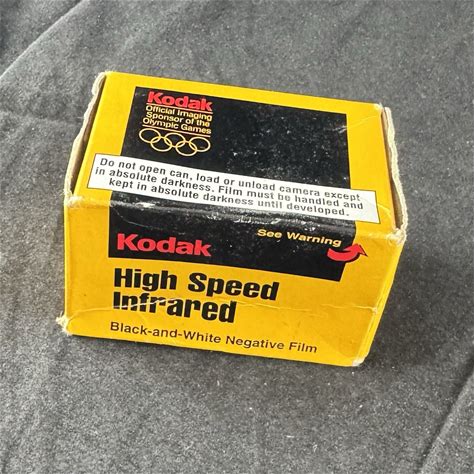 Kodak
Official Imaging
Sponsor of the
Olympic Games
Do not open can, load or unload camera except
in absolute darkness. Film must be handled and
kept in absolute darkness until developed.
See Warning
Kodak
High Speed
Infrared
Black-and-White Negative Film